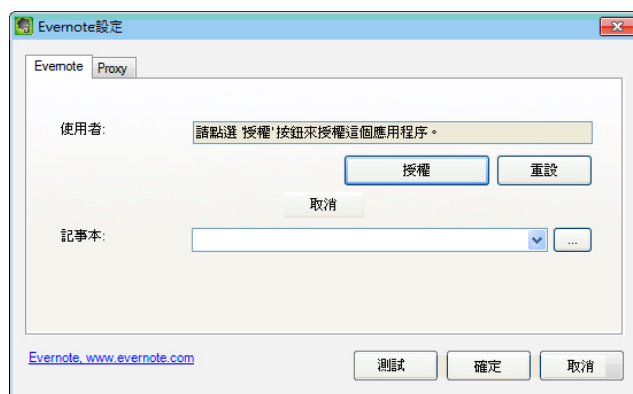 Evernote設定
Evernote Proxy
使用者:
請點選 '授權' 按鈕來授權這個應用程序。
授權 重設
取消
記事本:
...
Evernote, www.evernote.com
測試 確定 取消